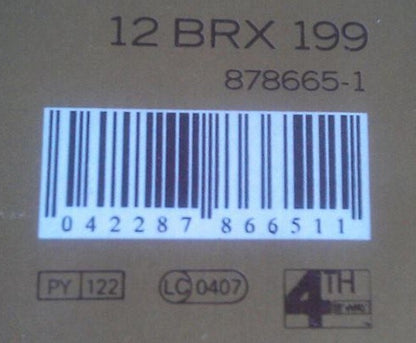 12 BRX 199
878665-1
042287 866511
PY 122
LC 0407
4TH